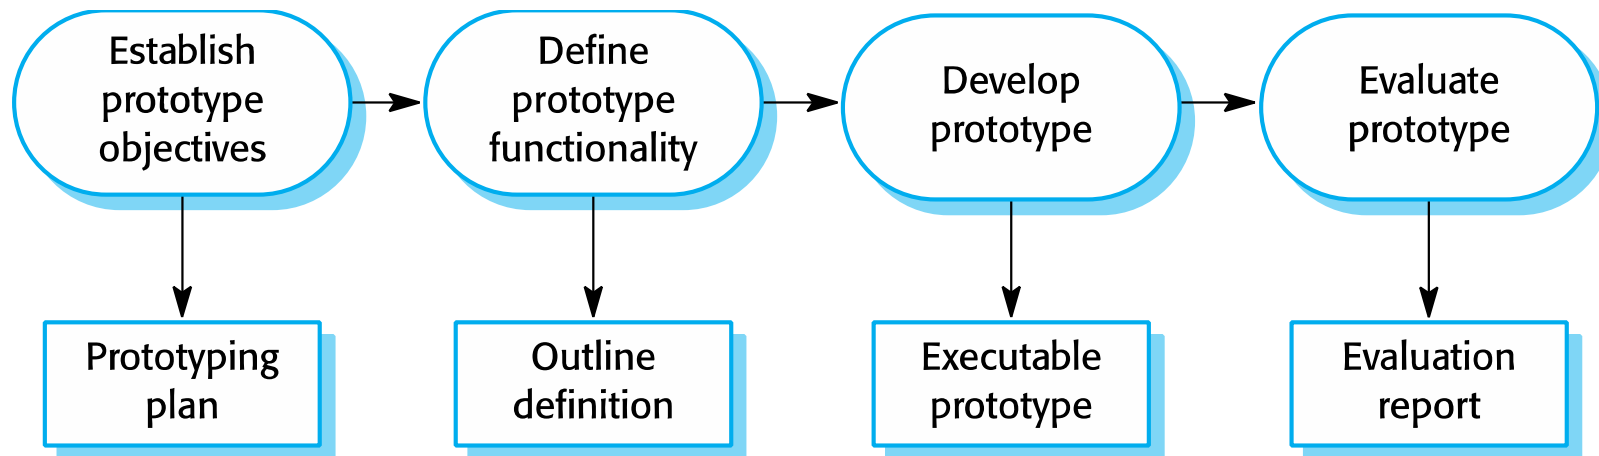 Establish
prototype
objectives
Define
prototype
functionality
Develop
prototype
Evaluate
prototype
Prototyping
plan
Outline
definition
Executable
prototype
Evaluation
report